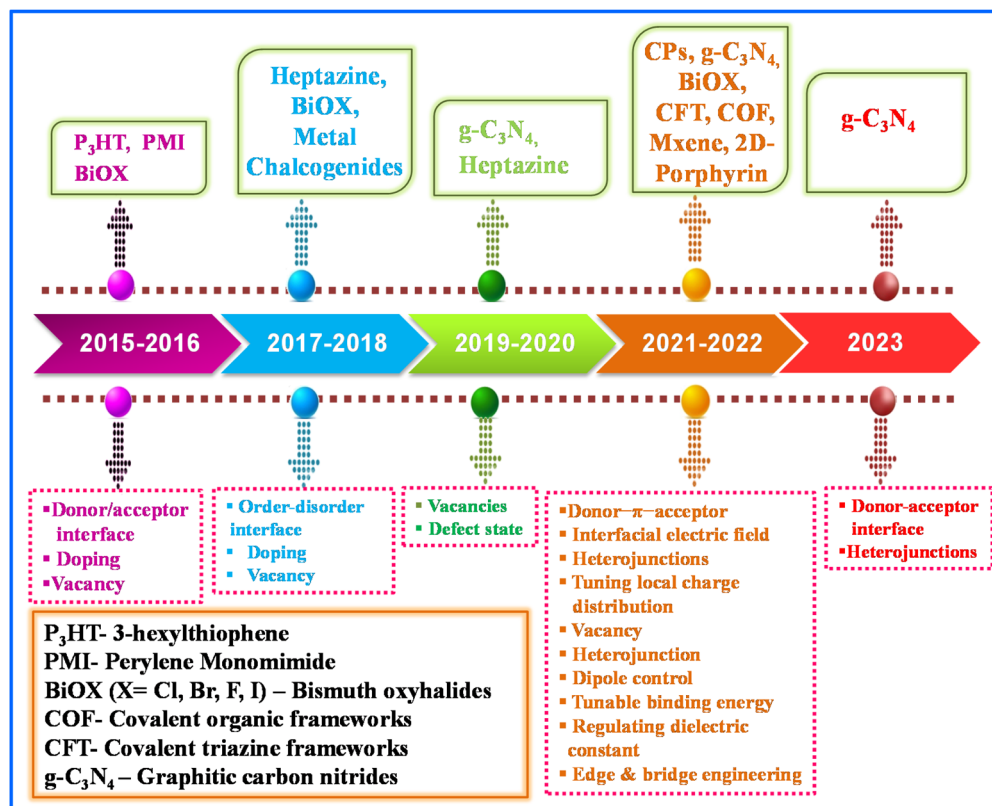 P₃HT, PMI
BiOX
Heptazine,
BiOX,
Metal
Chalcogenides
g-C₃N₄,
Heptazine
CPs, g-C₃N₄,
BiOX,
CFT, COF,
Mxene, 2D-
Porphyrin
g-C₃N₄
2015-2016
2017-2018
2019-2020
2021-2022
2023
▪Donor/acceptor
interface
▪ Doping
▪Vacancy
▪ Order-disorder
interface
▪ Doping
▪ Vacancy
▪ Vacancies
▪ Defect state
▪Donor–π–acceptor
▪ Interfacial electric field
▪ Heterojunctions
▪ Tuning local charge
distribution
▪ Vacancy
▪ Heterojunction
▪ Dipole control
▪ Tunable binding energy
▪ Regulating dielectric
constant
▪ Edge & bridge engineering
▪ Donor-acceptor
interface
▪Heterojunctions
P₃HT- 3-hexylthiophene
PMI- Perylene Monomimide
BiOX (X= Cl, Br, F, I) – Bismuth oxyhalides
COF- Covalent organic frameworks
CFT- Covalent triazine frameworks
g-C₃N₄ – Graphitic carbon nitrides